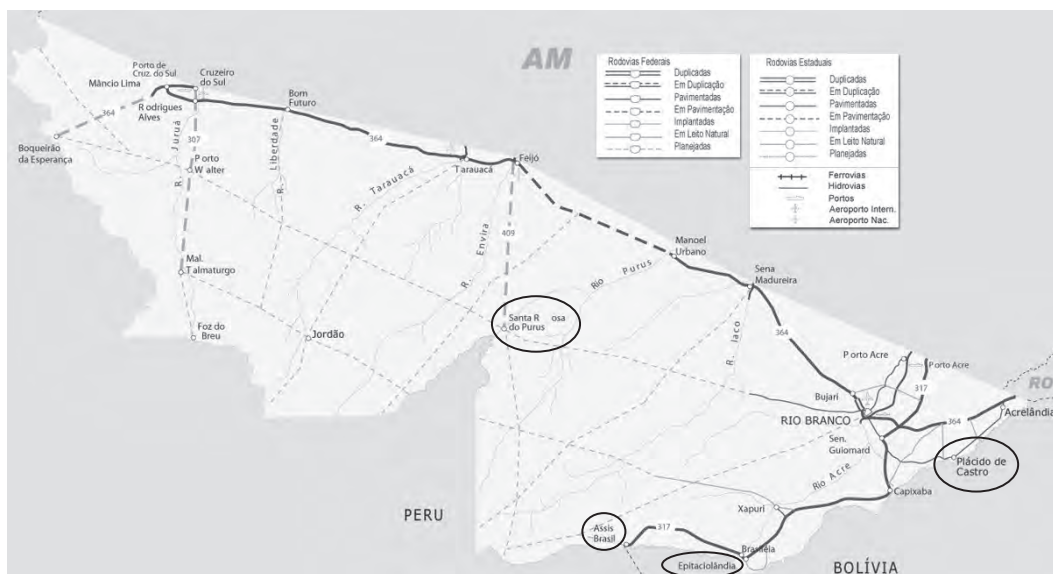 AM
Rodovias Federais
Duplicadas
Em Duplicação
Pavimentadas
Em Pavimentação
Implantadas
Em Leito Natural
Planejadas
Rodovias Estaduais
Duplicadas
Em Duplicação
Pavimentadas
Em Pavimentação
Implantadas
Em Leito Natural
Planejadas
Ferrovias
Hidrovias
Portos
Aeroporto Intern.
Aeroporto Nac.
Porto de
Cruz. do Sul
Cruzeiro
do Sul
Mâncio Lima
Rodrigues
Alves
Bom
Futuro
364
364
307
Boqueirão
da Esperança
R. Juruá
Porto
Walter
R. Liberdade
R. Tarauacá
Tarauacá
Feijó
R. Envira
409
Mal.
Talmaturgo
Foz do
Breu
Jordão
Santa Rosa
do Purus
Rio Purus
Manoel
Urbano
Sena
Madureira
R. Iaco
364
Porto Acre
Porto Acre
317
RO
Bujari
RIO BRANCO
364
Acrelândia
Sen.
Guiomard
Plácido de
Castro
Rio Acre
Capixaba
Xapuri
PERU
Assis
Brasil
317
Brasiléia
Epitaciolândia
BOLÍVIA